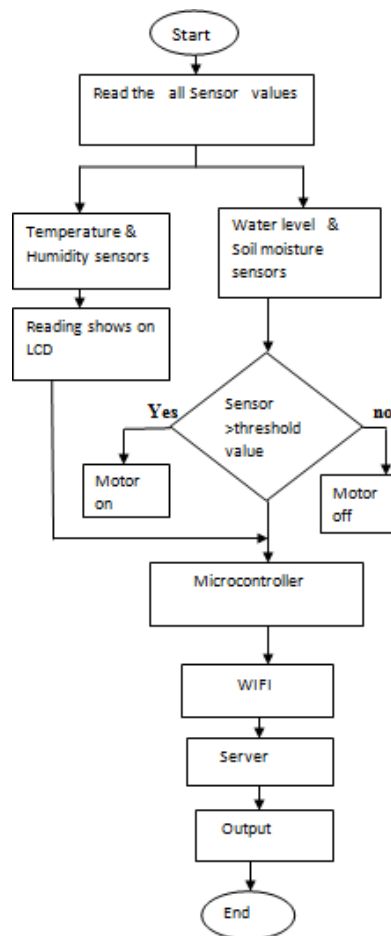 Start
Read the all Sensor values
Temperature &
Humidity sensors
Water level &
Soil moisture
sensors
Reading shows on
LCD
Yes
Sensor
>threshold
value
no
Motor
on
Motor
off
Microcontroller
WIFI
Server
Output
End